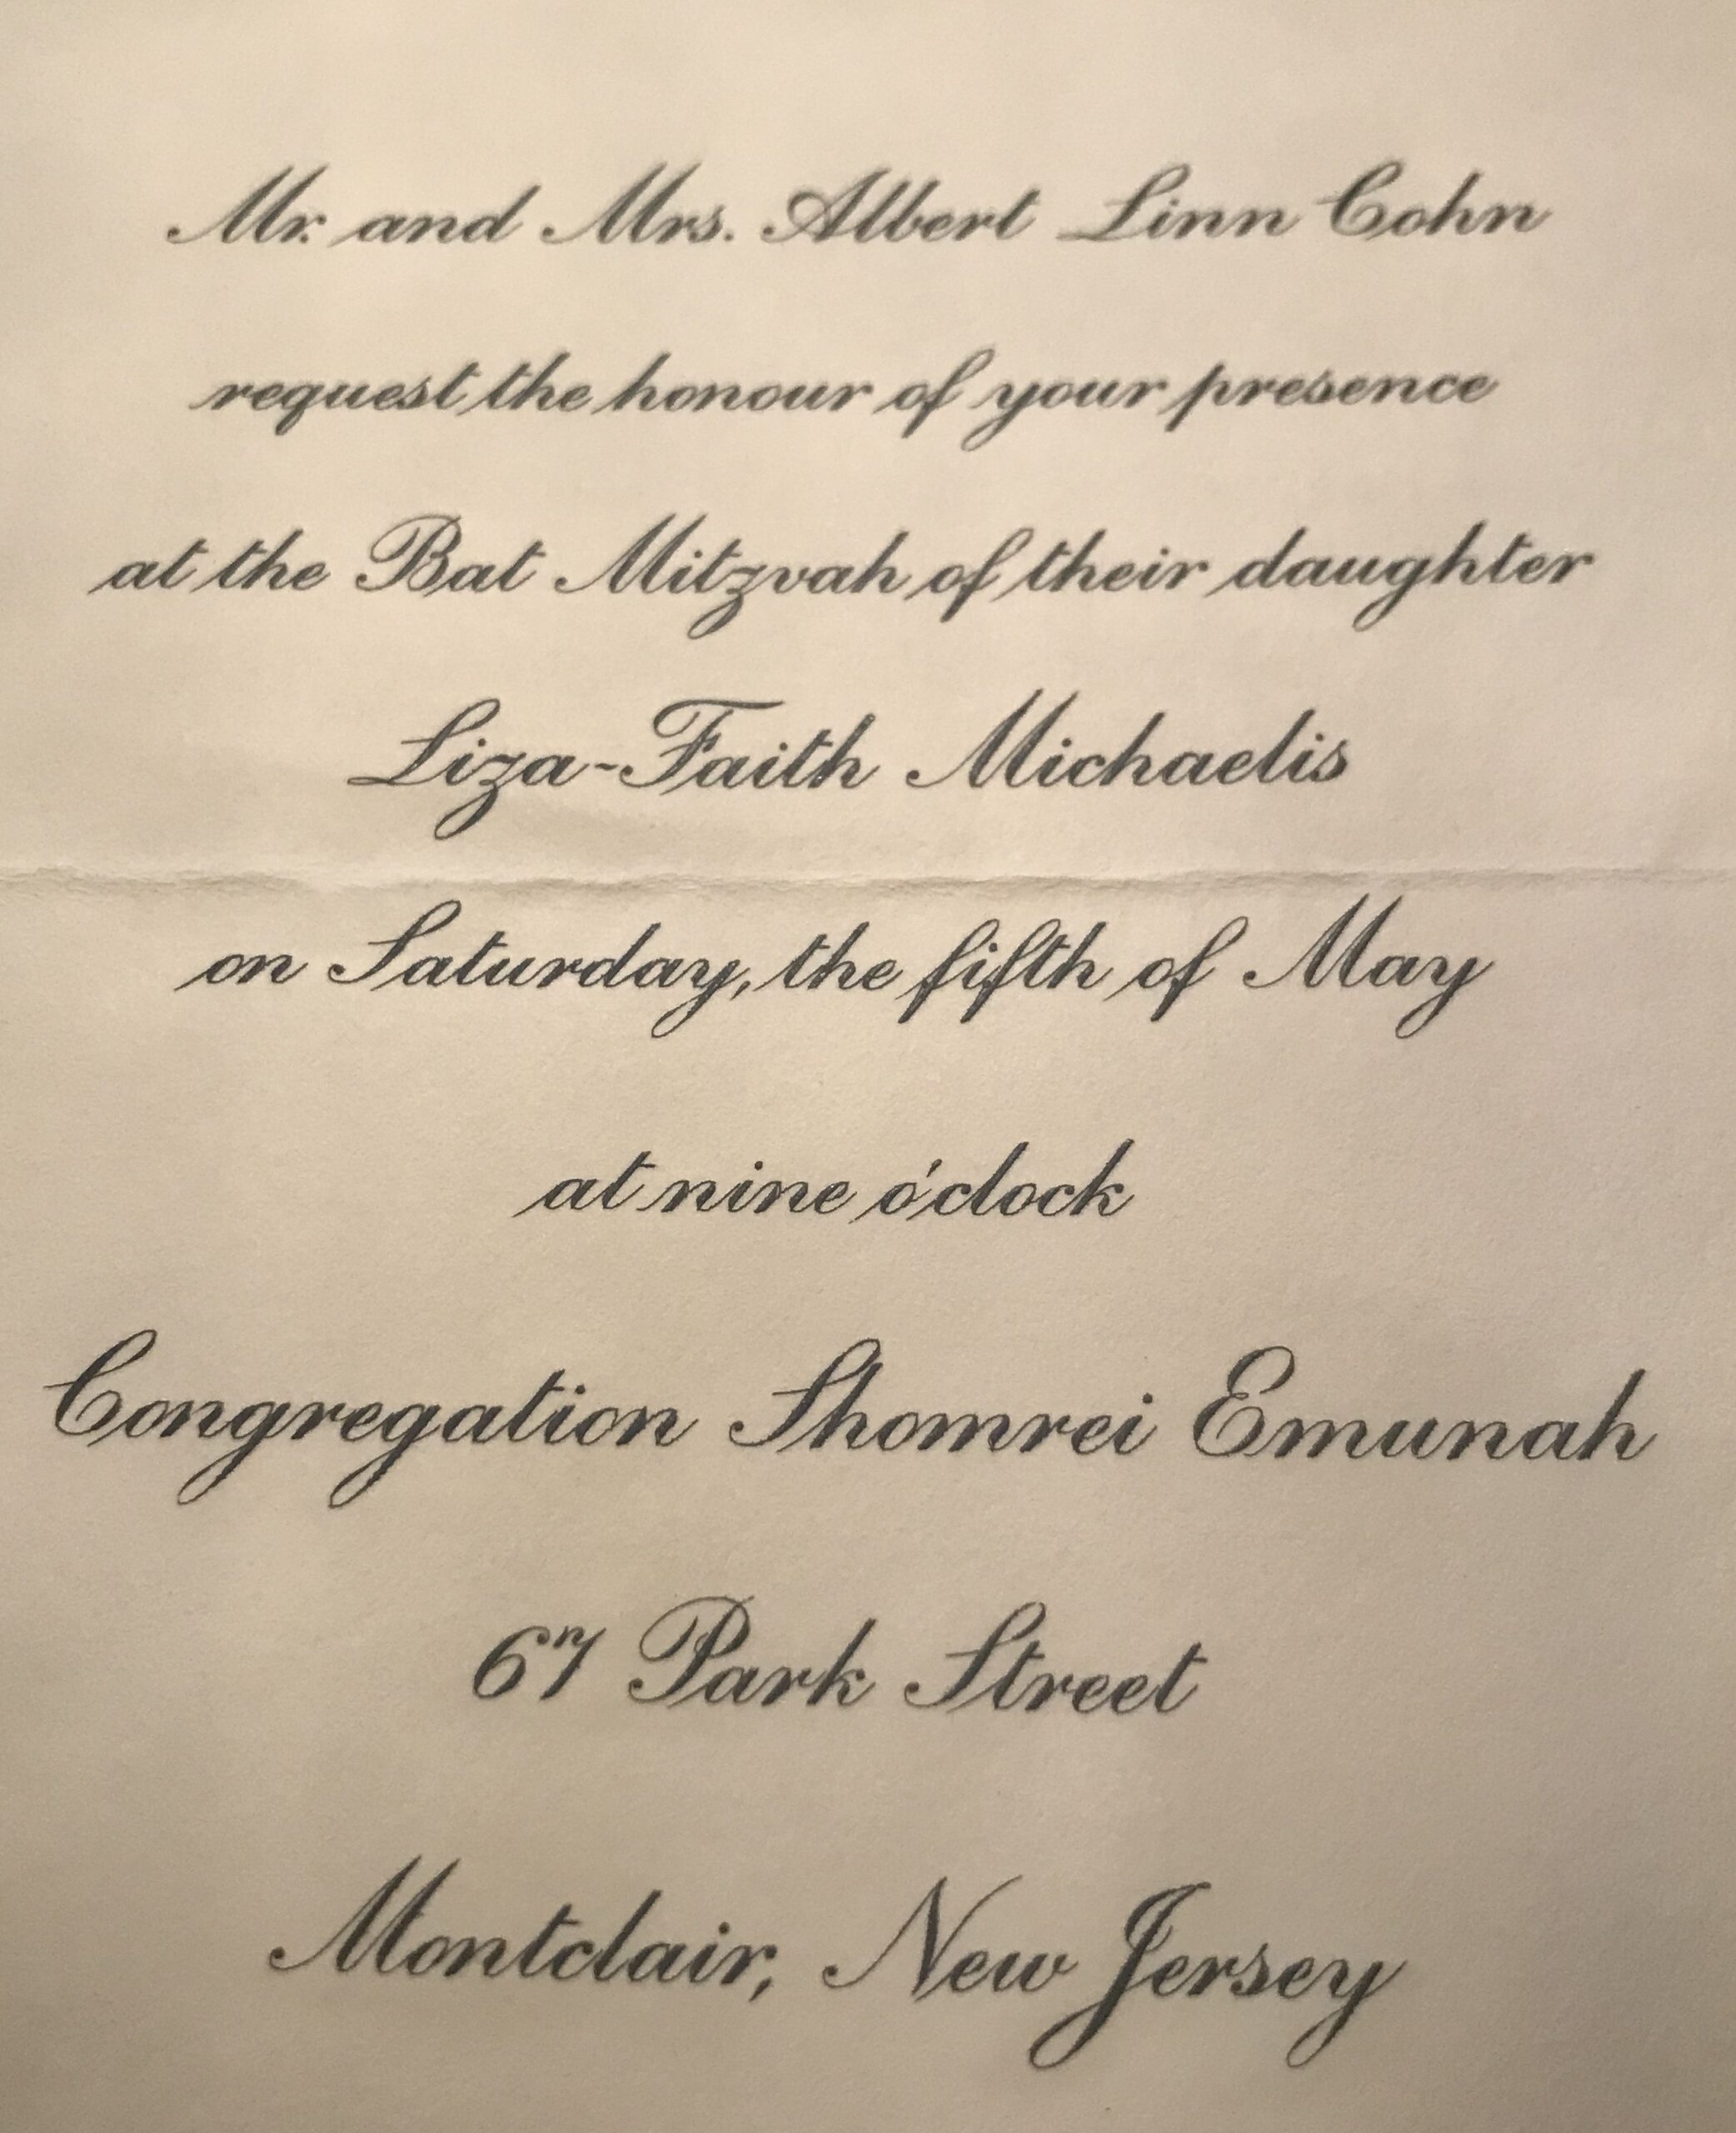 Mr. and Mrs. Albert Linn Cohn
request the honour of your presence
at the Bat Mitzvah of their daughter
Liza-Faith Michaelis
on Saturday, the fifth of May
at nine o'clock
Congregation Shomrei Emunah
67 Park Street
Montclair, New Jersey